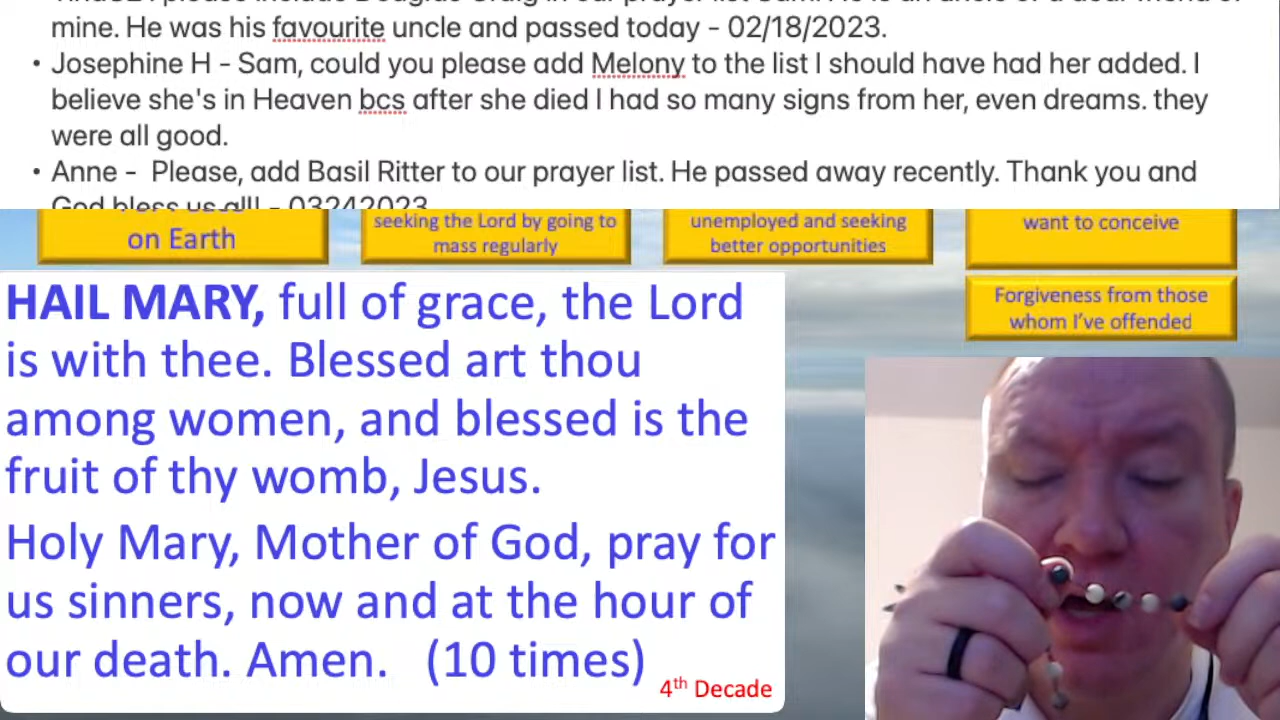 mine. He was his favourite uncle and passed today - 02/18/2023.
• Josephine H - Sam, could you please add Melony to the list I should have had her added. I
believe she's in Heaven bcs after she died I had so many signs from her, even dreams. they
were all good.
• Anne -  Please, add Basil Ritter to our prayer list. He passed away recently. Thank you and
God bless us all! - 03242023
on Earth
seeking the Lord by going to
mass regularly
unemployed and seeking
better opportunities
want to conceive
Forgiveness from those
whom I've offended
HAIL MARY, full of grace, the Lord
is with thee. Blessed art thou
among women, and blessed is the
fruit of thy womb, Jesus.
Holy Mary, Mother of God, pray for
us sinners, now and at the hour of
our death. Amen.   (10 times)
4th Decade